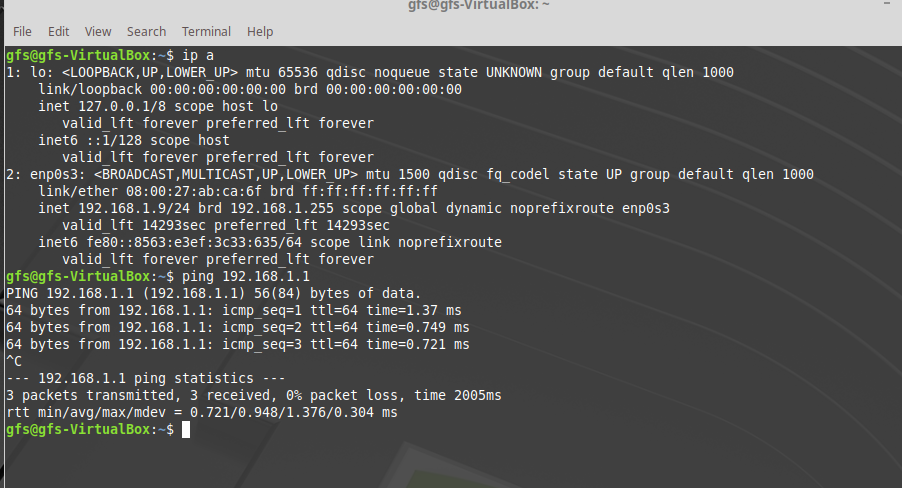 gfs@gfs-VirtualBox: ~
File Edit View Search Terminal Help
gfs@gfs-VirtualBox:~$ ip a
1: lo: <LOOPBACK,UP,LOWER_UP> mtu 65536 qdisc noqueue state UNKNOWN group default qlen 1000
    link/loopback 00:00:00:00:00:00 brd 00:00:00:00:00:00
    inet 127.0.0.1/8 scope host lo
       valid_lft forever preferred_lft forever
    inet6 ::1/128 scope host
       valid_lft forever preferred_lft forever
2: enp0s3: <BROADCAST,MULTICAST,UP,LOWER_UP> mtu 1500 qdisc fq_codel state UP group default qlen 1000
    link/ether 08:00:27:ab:ca:6f brd ff:ff:ff:ff:ff:ff
    inet 192.168.1.9/24 brd 192.168.1.255 scope global dynamic noprefixroute enp0s3
       valid_lft 14293sec preferred_lft 14293sec
    inet6 fe80::8563:e3ef:3c33:635/64 scope link noprefixroute
       valid_lft forever preferred_lft forever
gfs@gfs-VirtualBox:~$ ping 192.168.1.1
PING 192.168.1.1 (192.168.1.1) 56(84) bytes of data.
64 bytes from 192.168.1.1: icmp_seq=1 ttl=64 time=1.37 ms
64 bytes from 192.168.1.1: icmp_seq=2 ttl=64 time=0.749 ms
64 bytes from 192.168.1.1: icmp_seq=3 ttl=64 time=0.721 ms
^C
--- 192.168.1.1 ping statistics ---
3 packets transmitted, 3 received, 0% packet loss, time 2005ms
rtt min/avg/max/mdev = 0.721/0.948/1.376/0.304 ms
gfs@gfs-VirtualBox:~$